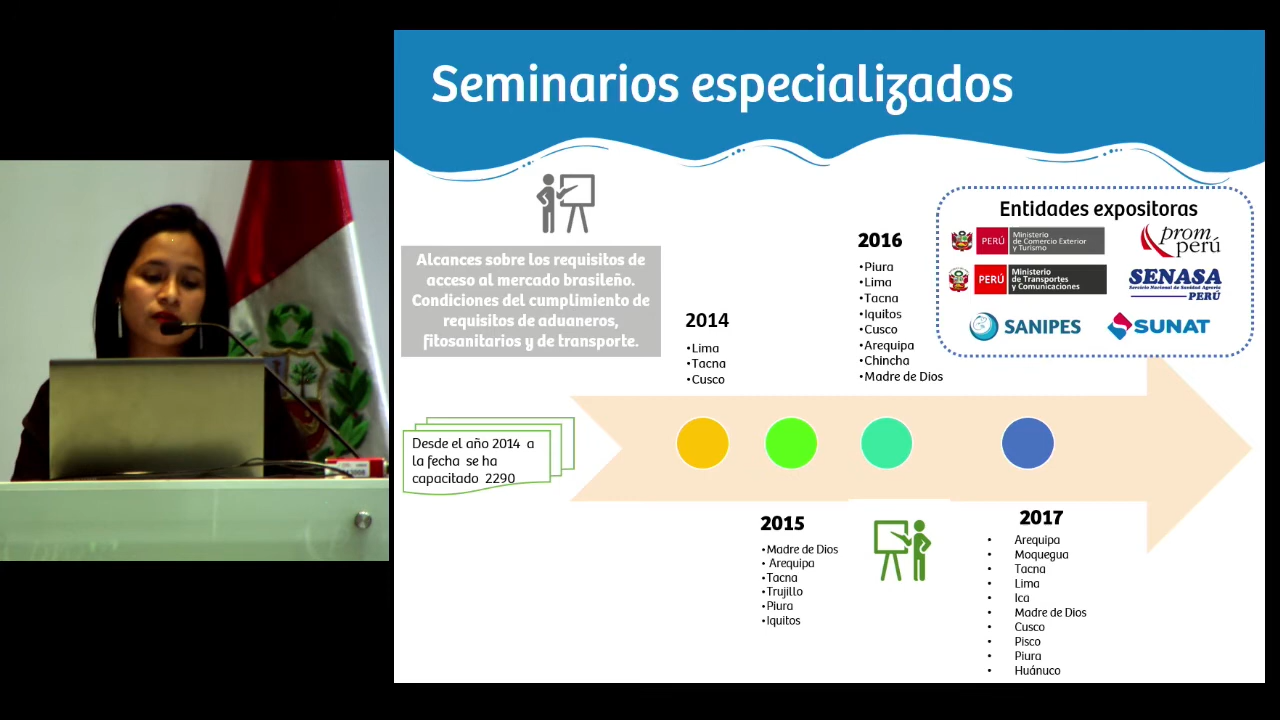 Seminarios especializados
Alcances sobre los requisitos de
acceso al mercado brasileño.
Condiciones del cumplimiento de
requisitos de aduaneros,
fitosanitarios y de transporte.
Desde el año 2014 a
la fecha se ha
capacitado 2290
2014
•Lima
•Tacna
•Cusco
2015
•Madre de Dios
• Arequipa
•Tacna
•Trujillo
•Piura
•Iquitos
2016
•Piura
•Lima
•Tacna
•Iquitos
•Cusco
•Arequipa
•Chincha
•Madre de Dios
2017
• Arequipa
• Moquegua
• Tacna
• Lima
• Ica
• Madre de Dios
• Cusco
• Pisco
• Piura
• Huánuco
Entidades expositoras
PERÚ
Ministerio
de Comercio Exterior
y Turismo
prom
perú
PERÚ
Ministerio
de Transportes
y Comunicaciones
SENASA
Servicio Nacional de Sanidad Agraria
PERÚ
SANIPES
SUNAT